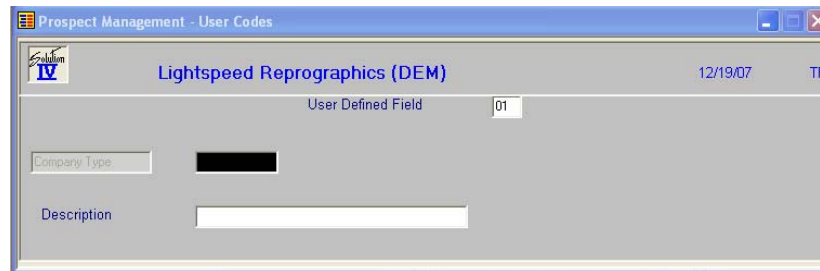 Prospect Management - User Codes
Solution
IV
Lightspeed Reprographics (DEM)
12/19/07
User Defined Field
01
Company Type
Description